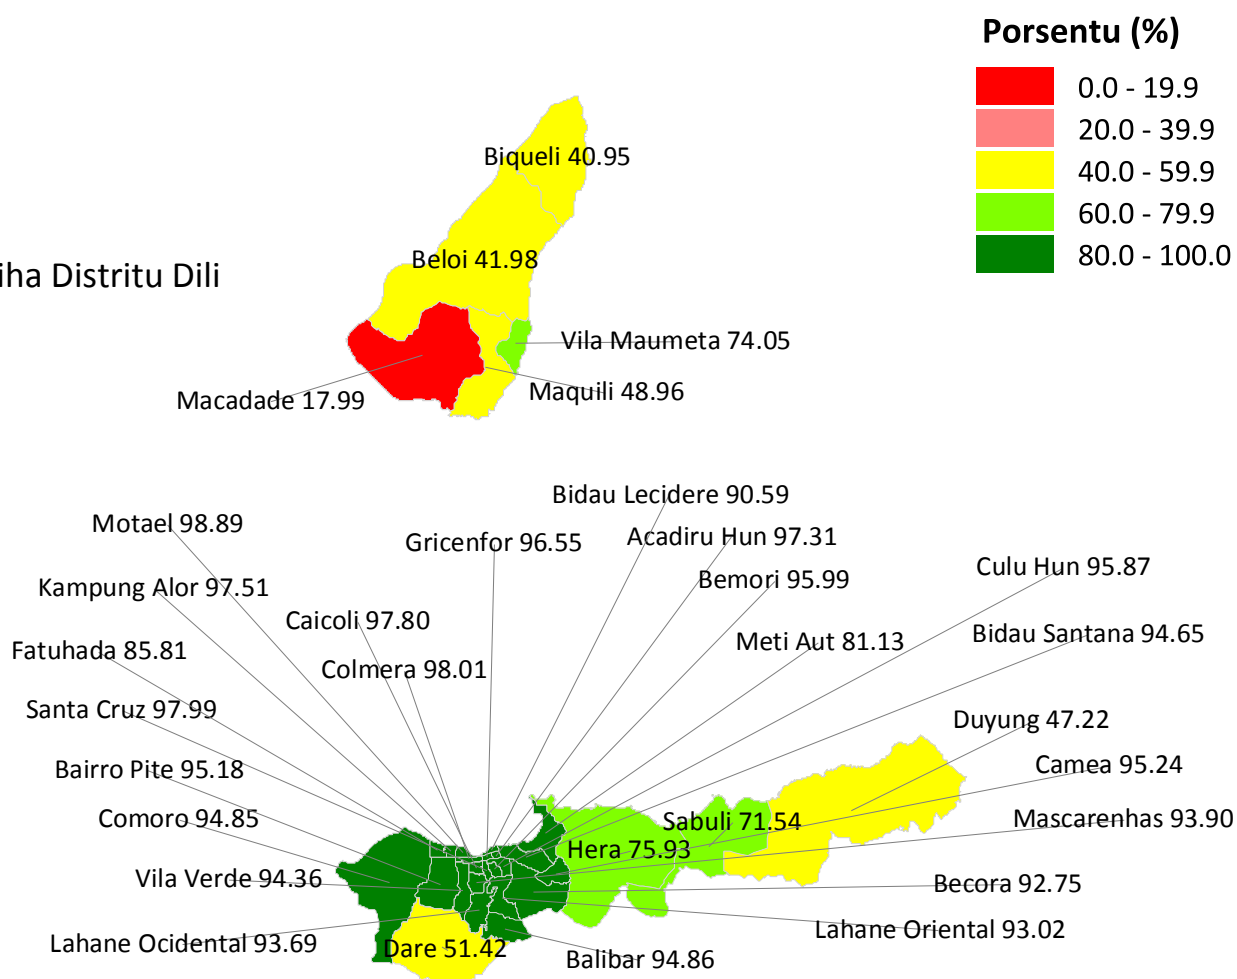 Porsentu (%)
0.0 - 19.9
20.0 - 39.9
40.0 - 59.9
60.0 - 79.9
80.0 - 100.0
Biqueli 40.95
Beloi 41.98
iha Distritu Dili
Vila Maumeta 74.05
Maquili 48.96
Macadade 17.99
Bidau Lecidere 90.59
Motael 98.89
Gricenfor 96.55
Acadiru Hun 97.31
Culu Hun 95.87
Kampung Alor 97.51
Bemori 95.99
Caicoli 97.80
Meti Aut 81.13
Bidau Santana 94.65
Fatuhada 85.81
Colmera 98.01
Santa Cruz 97.99
Duyung 47.22
Bairro Pite 95.18
Camea 95.24
Comoro 94.85
Sabuli 71.54
Mascarenhas 93.90
Hera 75.93
Vila Verde 94.36
Becora 92.75
Lahane Oriental 93.02
Lahane Ocidental 93.69
Dare 51.42
Balibar 94.86